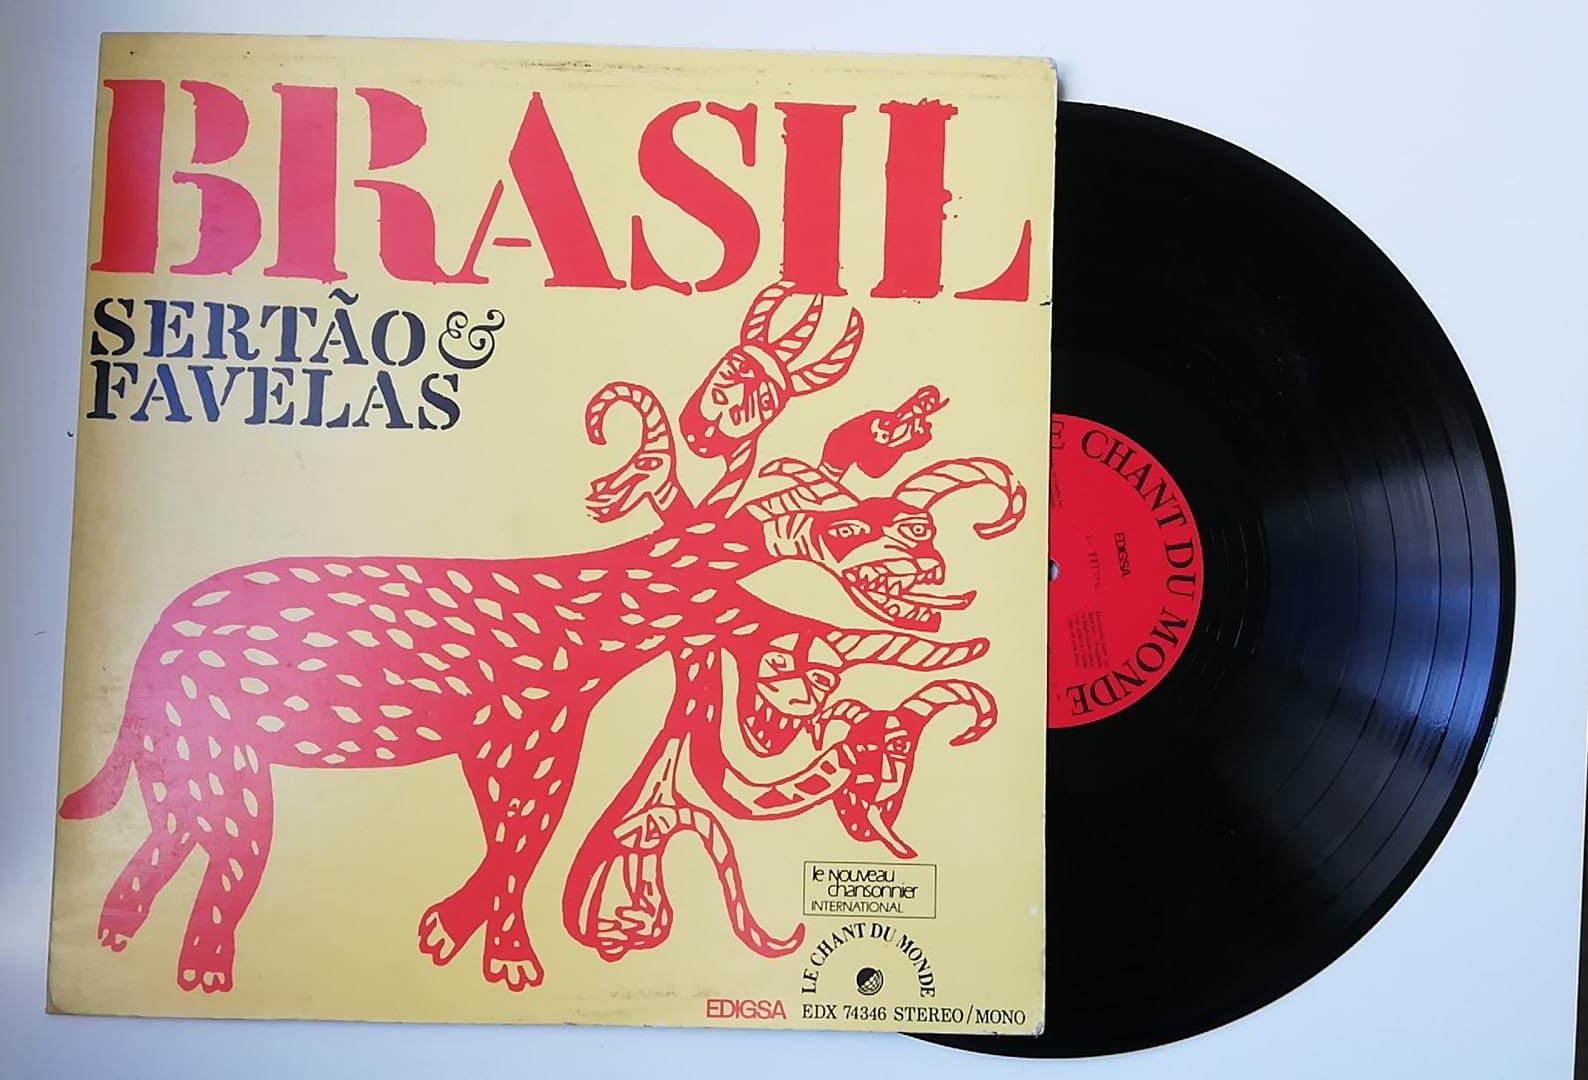 BRASIL
SERTÃO &
FAVELAS
le Nouveau
chansonnier
INTERNATIONAL
LE CHANT DU MONDE
EDIGSA
EDX 74346 STEREO/MONO
E CHANT DU MONDE
EDIGSA